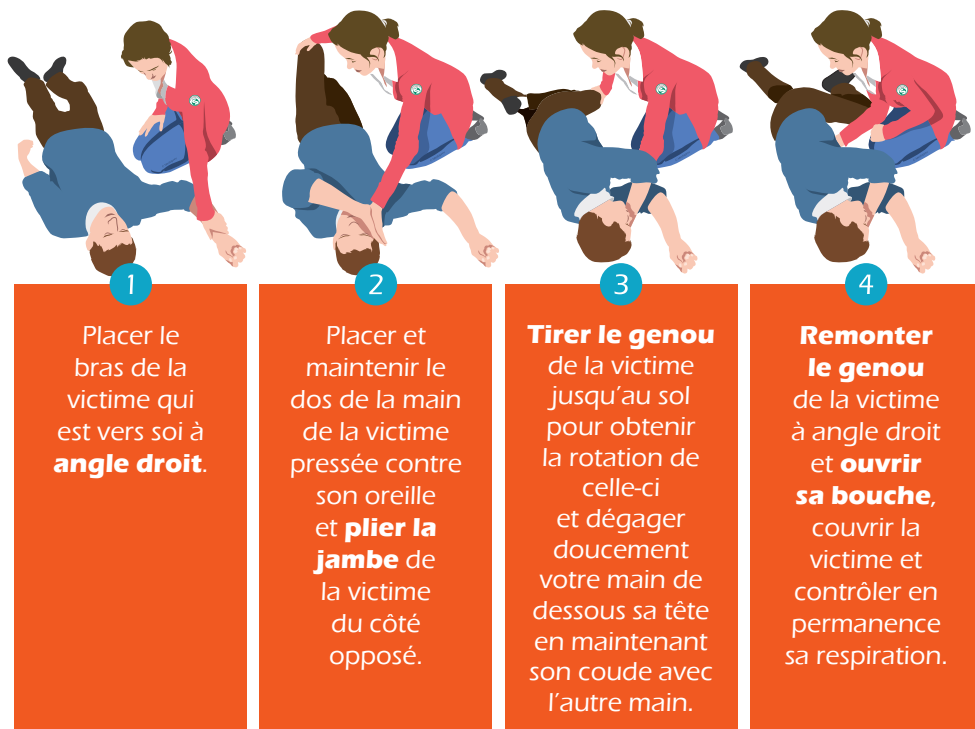 1
Placer le
bras de la
victime qui
est vers soi à
angle droit.
2
Placer et
maintenir le
dos de la main
de la victime
pressée contre
son oreille
et plier la
jambe de
la victime
du côté
opposé.
3
Tirer le genou
de la victime
jusqu'au sol
pour obtenir
la rotation de
celle-ci
et dégager
doucement
votre main de
dessous sa tête
en maintenant
son coude avec
l'autre main.
4
Remonter
le genou
de la victime
à angle droit
et ouvrir
sa bouche,
couvrir la
victime et
contrôler en
permanence
sa respiration.